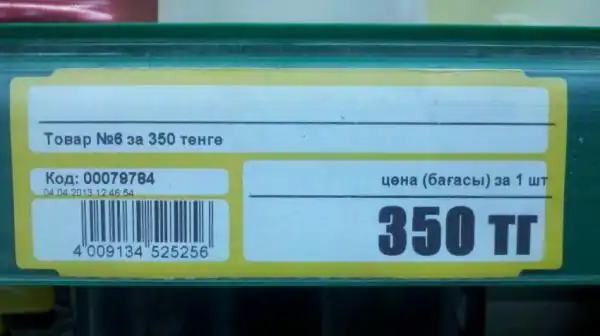 Товар №6 за 350 тенге
Код: 00079764
04.04.2013 12:46:54
4 009134 525256
цена (бағасы) за 1 шт
350 тг